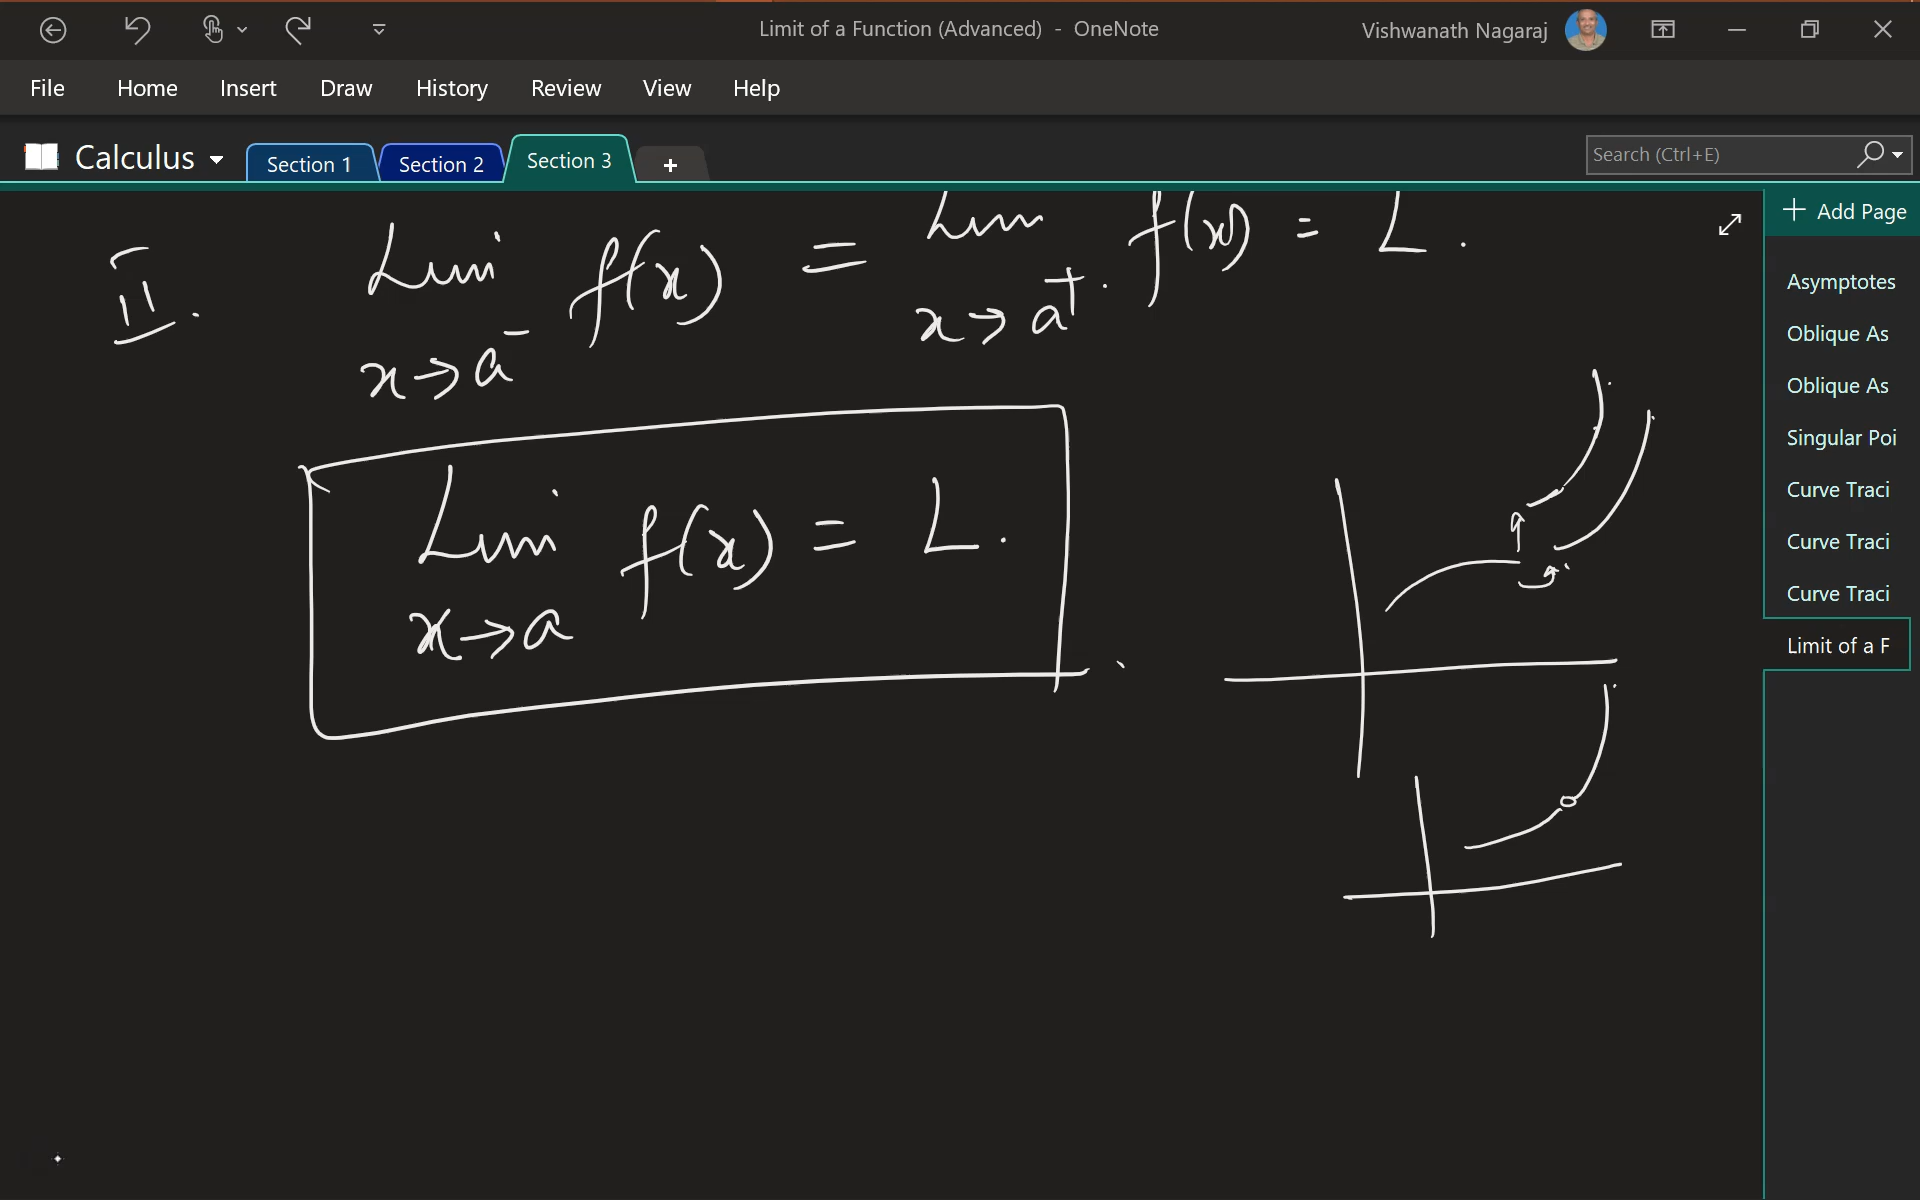 Limit of a Function (Advanced) - OneNote
Vishwanath Nagaraj
File Home Insert Draw History Review View Help
Calculus
Section 1
Section 2
Section 3
+
Search (Ctrl+E)
+ Add Page
Asymptotes
Oblique As
Oblique As
Singular Poi
Curve Traci
Curve Traci
Curve Traci
Limit of a F
II. Lim f(x) = Lim f(x) = L.
x→a⁻ x→a⁺
Lim f(x) = L.
x→a